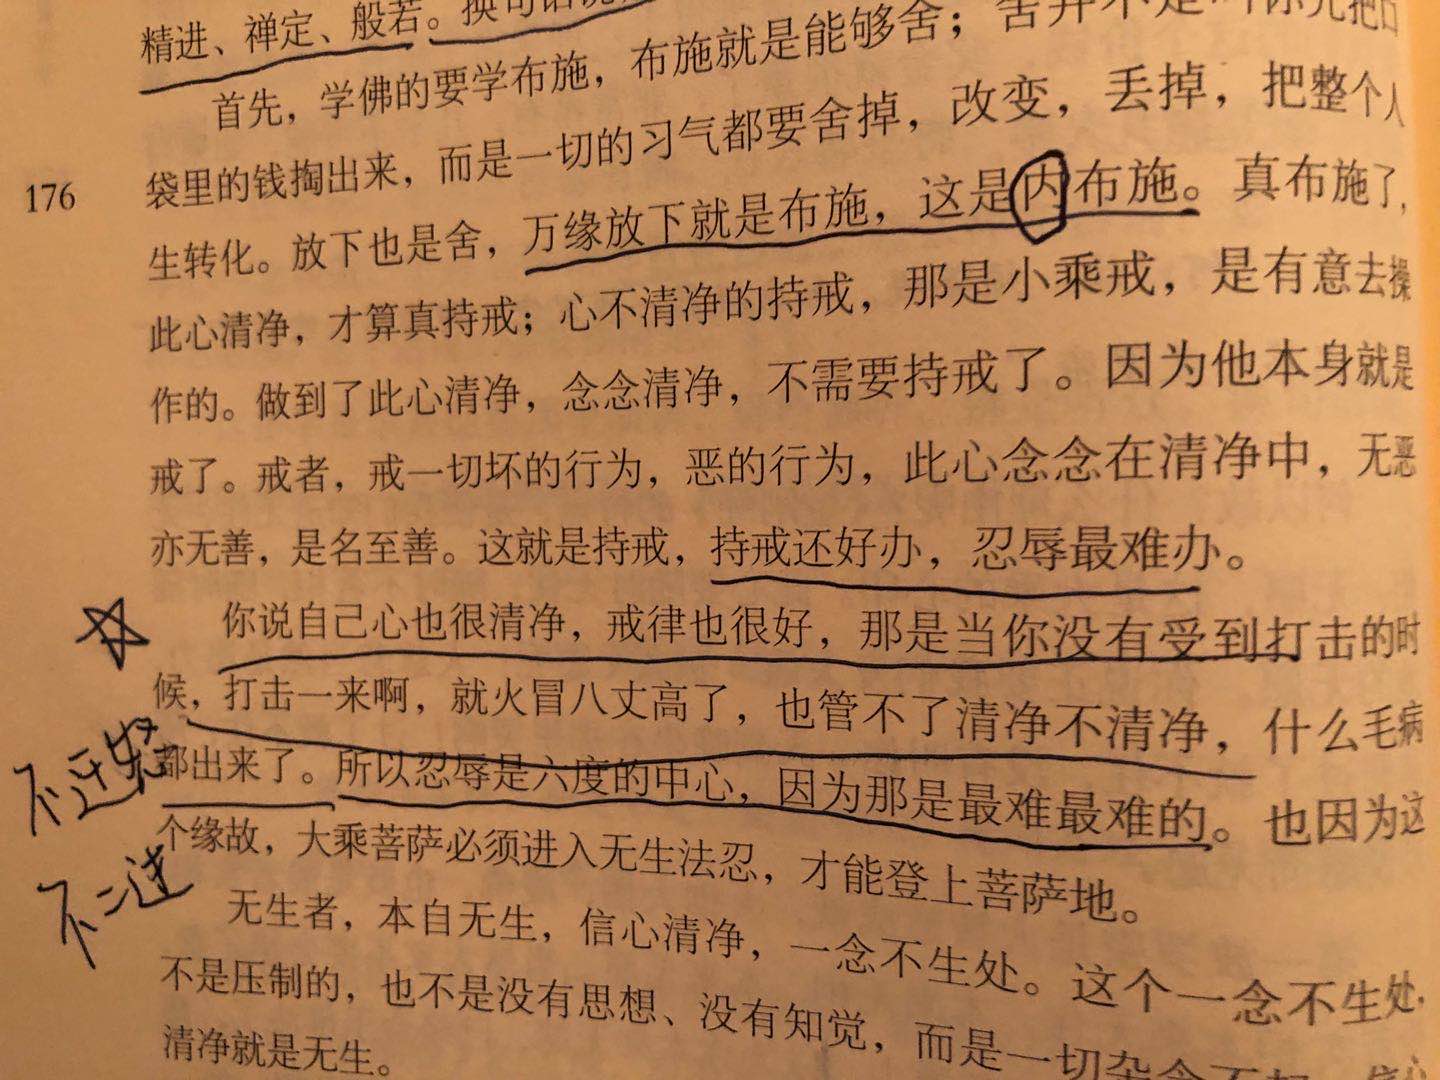 精进、禅定、般若。换句话说,
首先，学佛的要学布施，布施就是能够舍；舍并不是叫你先把口
176
袋里的钱掏出来，而是一切的习气都要舍掉，改变，丢掉，把整个人
生转化。放下也是舍，万缘放下就是布施，这是内布施。真布施了，
此心清净，才算真持戒；心不清净的持戒，那是小乘戒，是有意去操
作的。做到了此心清净，念念清净，不需要持戒了。因为他本身就是
戒了。戒者，戒一切坏的行为，恶的行为，此心念念在清净中，无恶
亦无善，是名至善。这就是持戒，持戒还好办，忍辱最难办。
你说自己心也很清净，戒律也很好，那是当你没有受到打击的时
候，打击一来啊，就火冒八丈高了，也管不了清净不清净，什么毛病
都出来了。所以忍辱是六度的中心，因为那是最难最难的。也因为这
个缘故，大乘菩萨必须进入无生法忍，才能登上菩萨地。
不迁怒
不二过
无生者，本自无生，信心清净，一念不生处。这个一念不生处，
不是压制的，也不是没有思想、没有知觉，而是一切杂念不起，信心
清净就是无生。